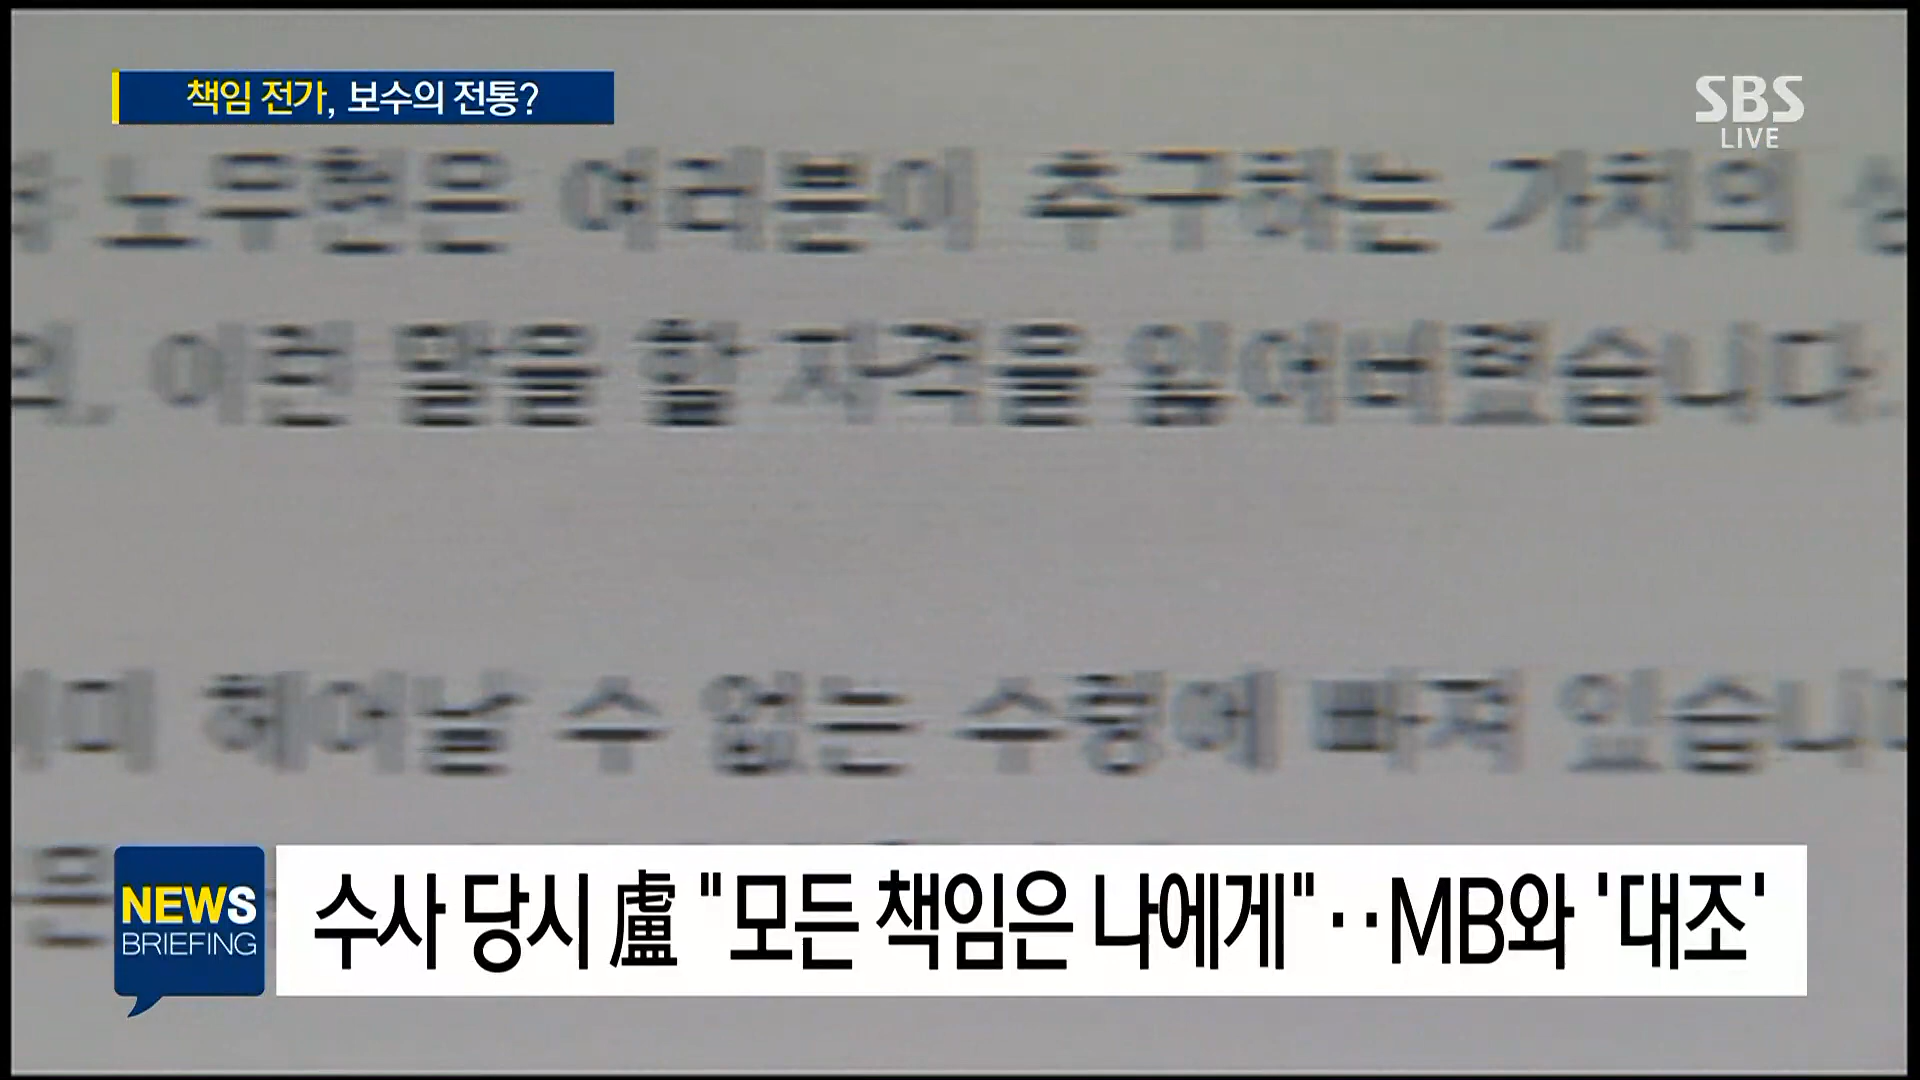 책임 전가, 보수의 전통?
SBS
LIVE
노무현은 여러분이 추구하는 가치의
이런 말을 할 자격을 잃어버렸습니다.
헤어날 수 없는 수렁에 빠져 있습니다
NEWS
BRIEFING
수사 당시 盧 "모든 책임은 나에게"‥MB와 '대조'